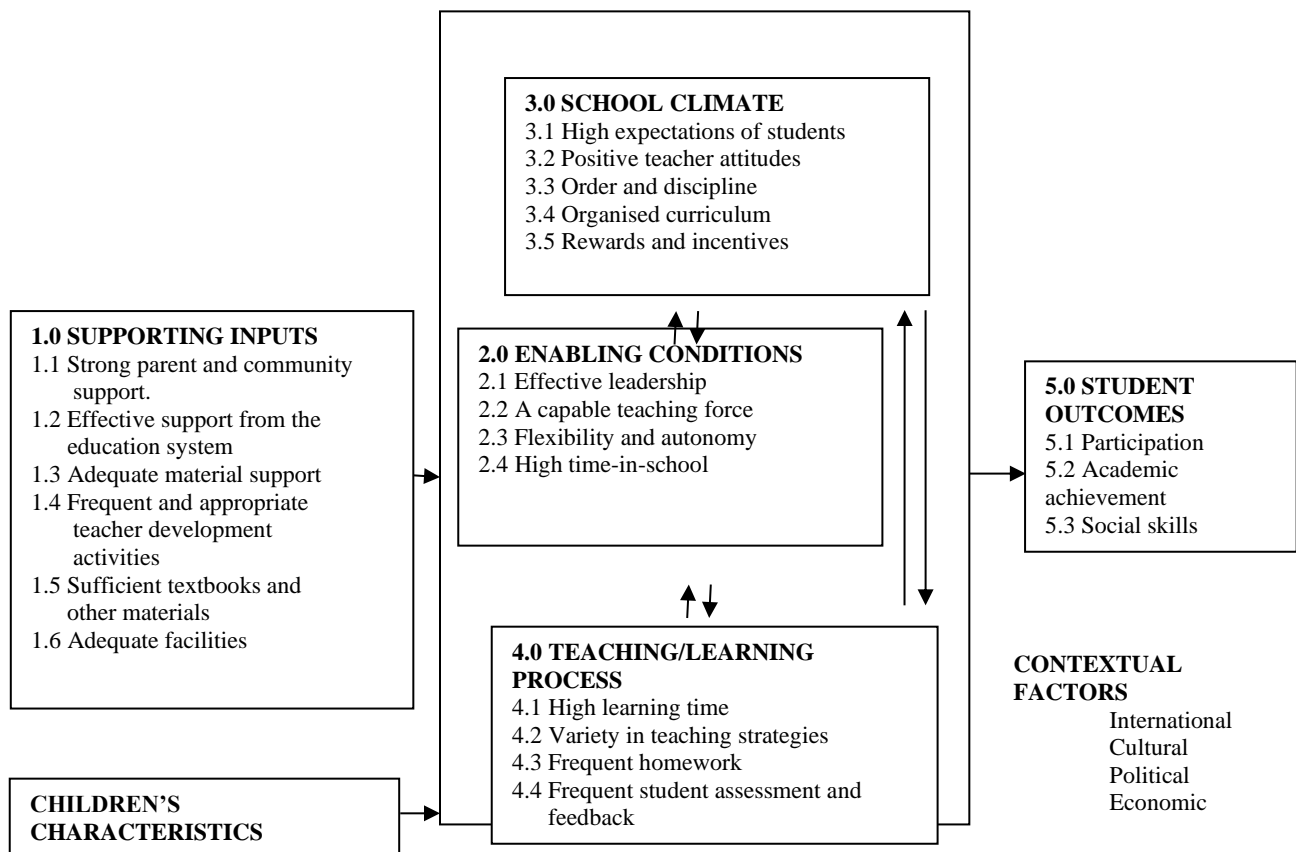 3.0 SCHOOL CLIMATE
3.1 High expectations of students
3.2 Positive teacher attitudes
3.3 Order and discipline
3.4 Organised curriculum
3.5 Rewards and incentives
1.0 SUPPORTING INPUTS
1.1 Strong parent and community
support.
1.2 Effective support from the
education system
1.3 Adequate material support
1.4 Frequent and appropriate
teacher development
activities
1.5 Sufficient textbooks and
other materials
1.6 Adequate facilities
2.0 ENABLING CONDITIONS
2.1 Effective leadership
2.2 A capable teaching force
2.3 Flexibility and autonomy
2.4 High time-in-school
5.0 STUDENT
OUTCOMES
5.1 Participation
5.2 Academic
achievement
5.3 Social skills
4.0 TEACHING/LEARNING
PROCESS
4.1 High learning time
4.2 Variety in teaching strategies
4.3 Frequent homework
4.4 Frequent student assessment and
feedback
CONTEXTUAL
FACTORS
International
Cultural
Political
Economic
CHILDREN’S
CHARACTERISTICS